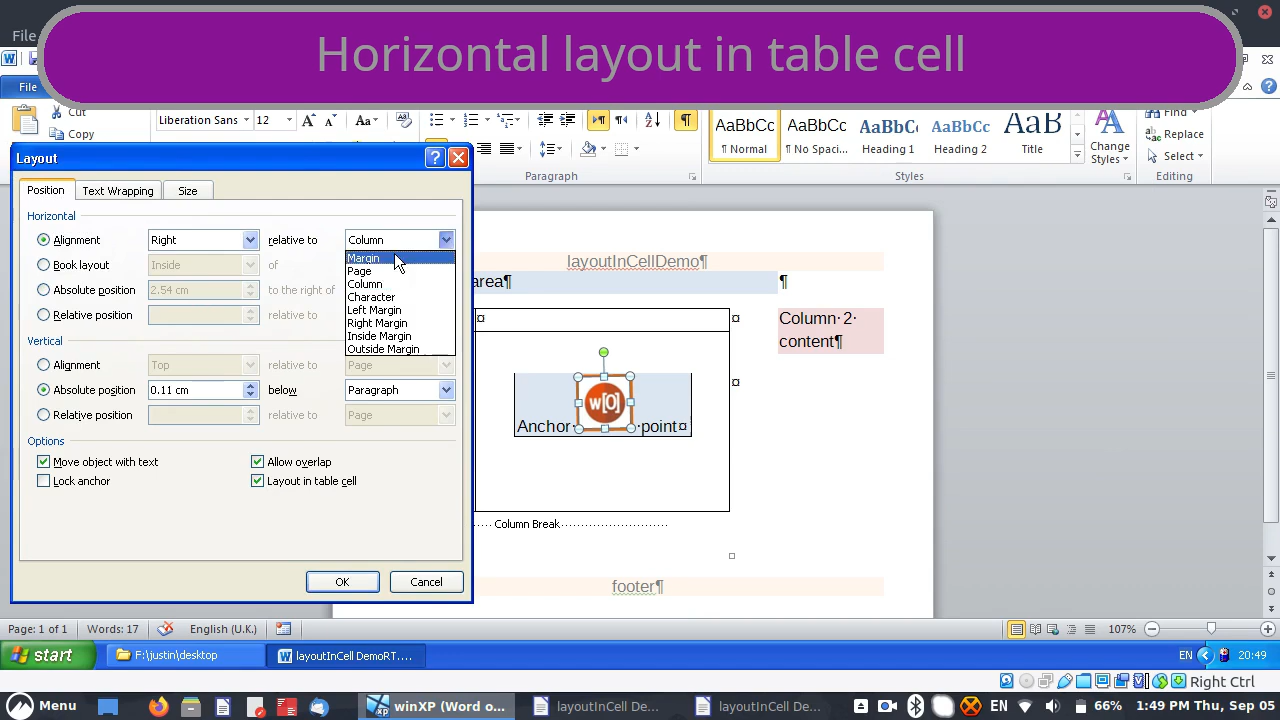 Horizontal layout in table cell
File
File
Cut
Copy
Liberation Sans
12
Aa
Paragraph
AaBbCc
¶ Normal
AaBbCc
¶ No Spaci...
AaBbCc
Heading 1
AaBbCc
Heading 2
AaB
Title
Styles
Change
Styles
Find
Replace
Select
Editing
Layout
Position
Text Wrapping
Size
Horizontal
Alignment
Right
relative to
Column
Book layout
Inside
of
Absolute position
2.54 cm
to the right of
Relative position
relative to
Margin
Page
Column
Character
Left Margin
Right Margin
Inside Margin
Outside Margin
Vertical
Alignment
Top
relative to
Page
Absolute position
0.11 cm
below
Paragraph
Relative position
relative to
Page
Options
Move object with text
Allow overlap
Lock anchor
Layout in table cell
OK
Cancel
layoutInCellDemo¶
area¶
¶
¤
¤
Column·2·
content¶
¤
w[0]
Anchor·
·point¤
Column Break
footer¶
Page: 1 of 1
Words: 17
English (U.K.)
107%
start
F:\justin\desktop
layoutInCell DemoRT....
EN
20:49
Right Ctrl
Menu
winXP (Word o...
layoutInCell De...
layoutInCell De...
EN
66%
1:49 PM, Thu, Sep 05